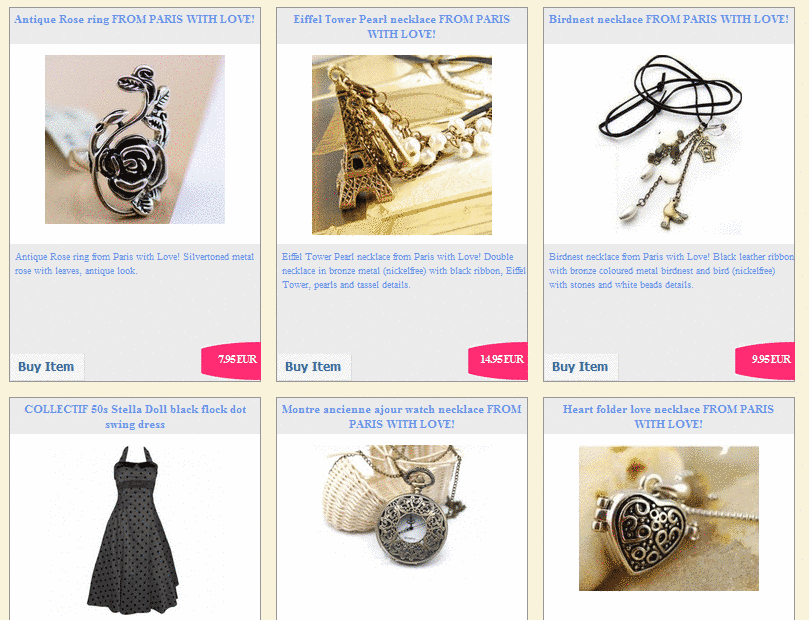 Antique Rose ring FROM PARIS WITH LOVE!
Antique Rose ring from Paris with Love! Silvertoned metal
rose with leaves, antique look.
7.95 EUR
Buy Item
Eiffel Tower Pearl necklace FROM PARIS
WITH LOVE!
Eiffel Tower Pearl necklace from Paris with Love! Double
necklace in bronze metal (nickelfree) with black ribbon, Eiffel
Tower, pearls and tassel details.
14.95 EUR
Buy Item
Birdnest necklace FROM PARIS WITH LOVE!
Birdnest necklace from Paris with Love! Black leather ribbon
with bronze coloured metal birdnest and bird (nickelfree)
with stones and white beads details.
9.95 EUR
Buy Item
COLLECTIF 50s Stella Doll black flock dot
swing dress
Montre ancienne ajour watch necklace FROM
PARIS WITH LOVE!
Heart folder love necklace FROM PARIS
WITH LOVE!